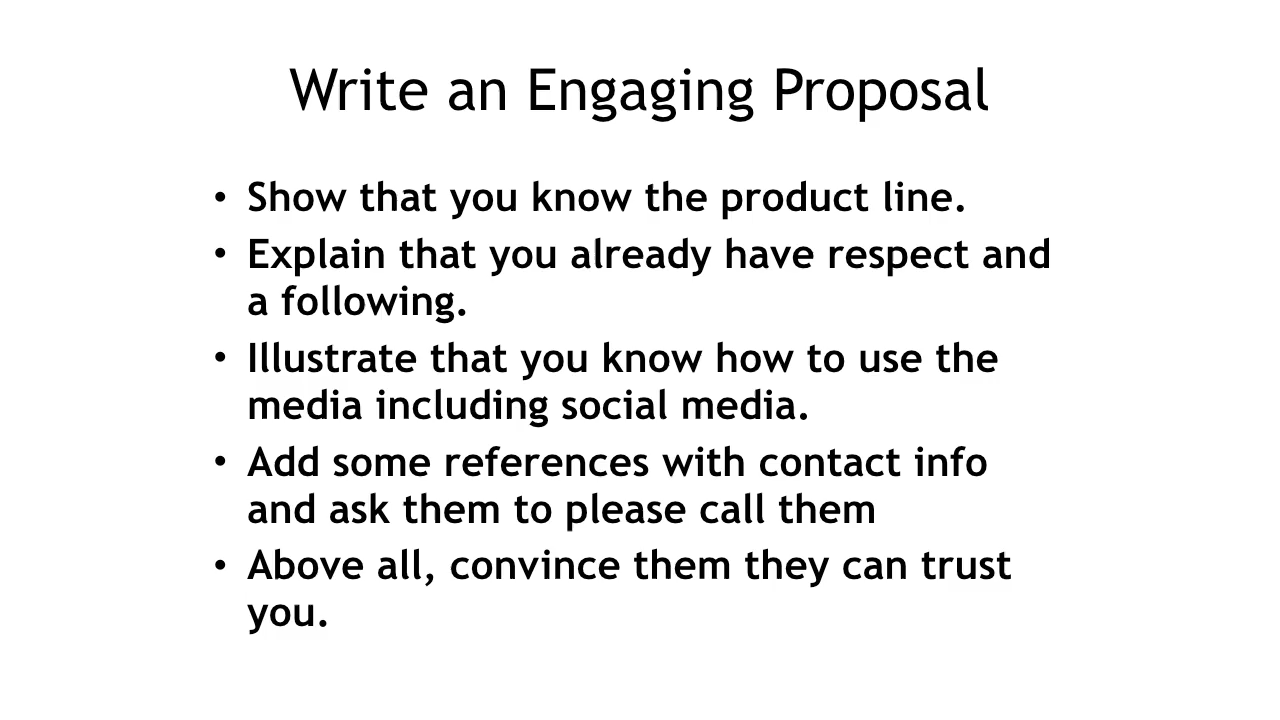 Write an Engaging Proposal
• Show that you know the product line.
• Explain that you already have respect and
a following.
• Illustrate that you know how to use the
media including social media.
• Add some references with contact info
and ask them to please call them
• Above all, convince them they can trust
you.